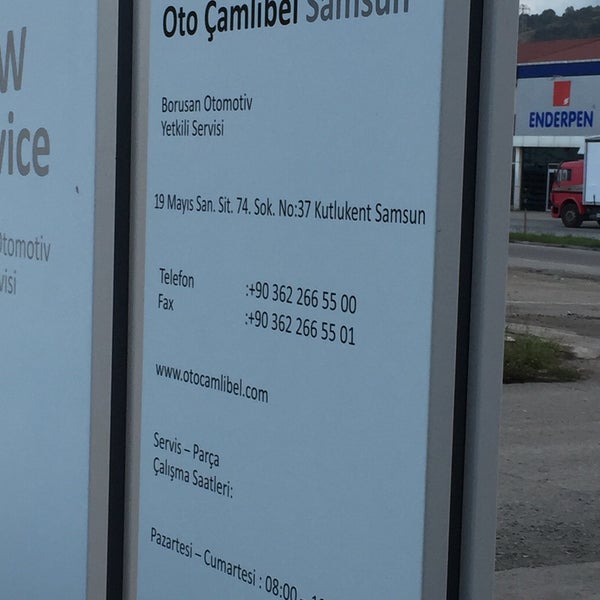 Oto Çamlıbel Samsun
Borusan Otomotiv
Yetkili Servisi
19 Mayıs San. Sit. 74. Sok. No:37 Kutlukent Samsun
Telefon :+90 362 266 55 00
Fax :+90 362 266 55 01
www.otocamlibel.com
Servis – Parça
Çalışma Saatleri:
Pazartesi – Cumartesi : 08:00 -
W
vice
Otomotiv
visi
ENDERPEN